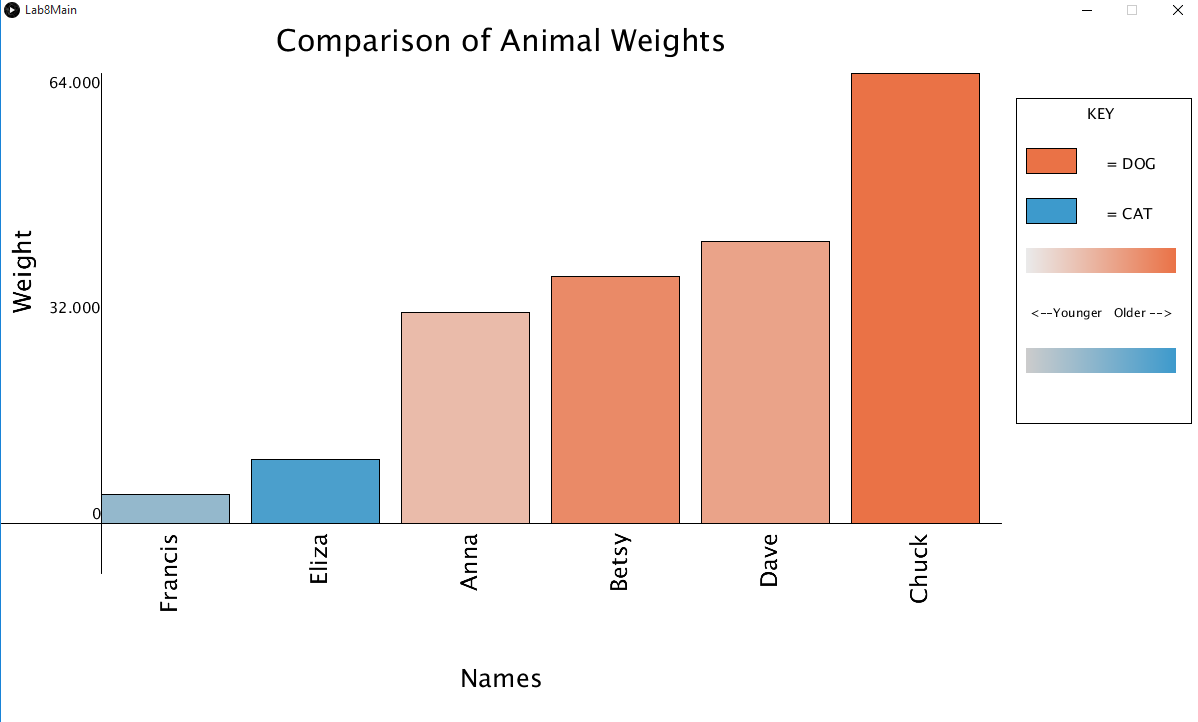 Lab8Main
Comparison of Animal Weights
64.000
32.000
0
Weight
Francis
Eliza
Anna
Betsy
Dave
Chuck
Names
KEY
= DOG
= CAT
<--Younger Older -->